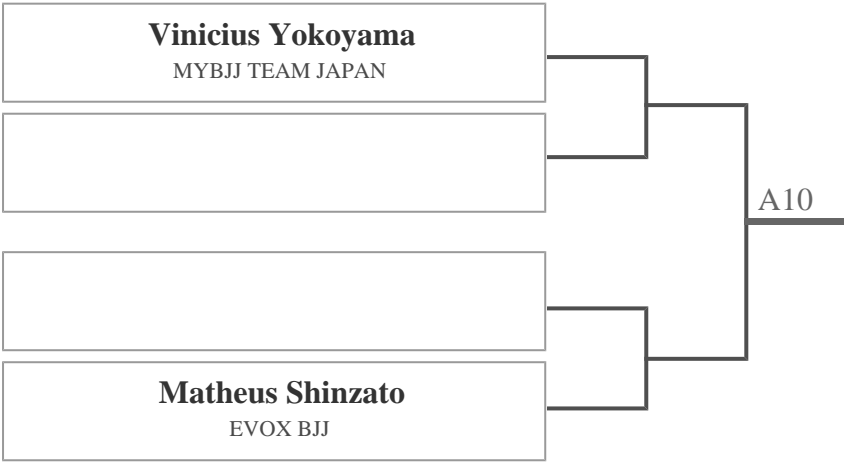 Vinicius Yokoyama
MYBJJ TEAM JAPAN
A10
Matheus Shinzato
EVOX BJJ